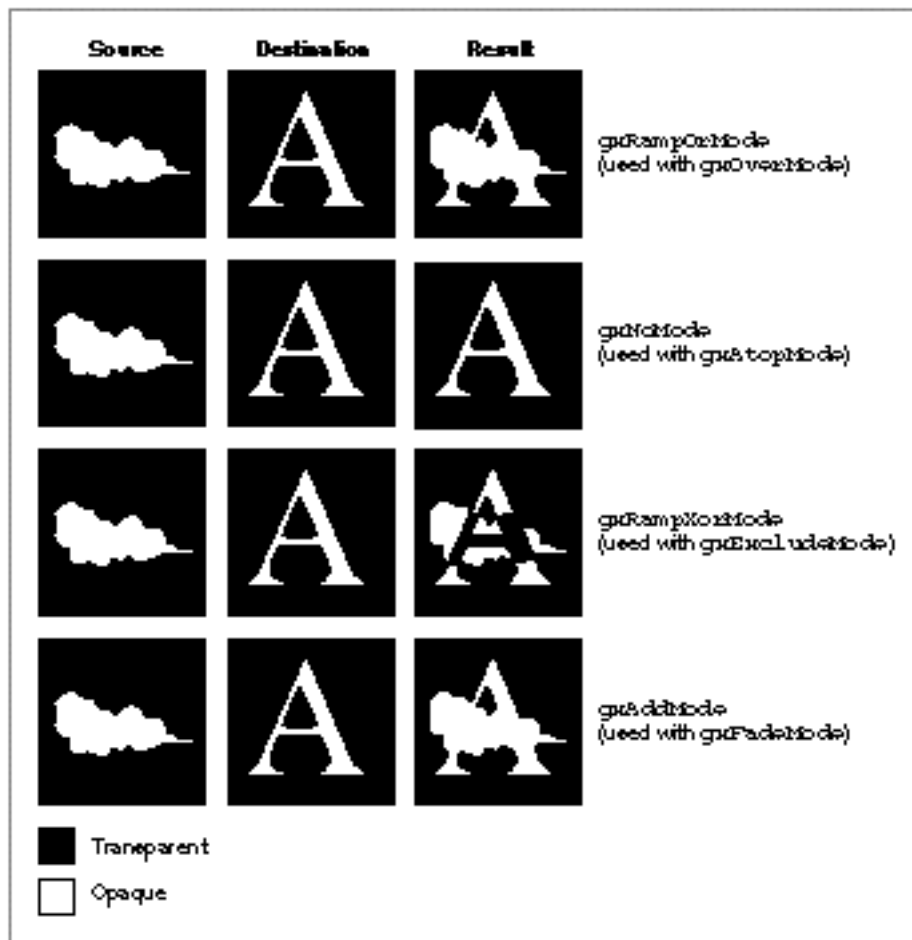 Source Destination Result
A A
gxRampOrMode
(used with gxOverMode)
A A
gxNoMode
(used with gxAtopMode)
A A
gxRampXorMode
(used with gxExcludeMode)
A A
gxAddMode
(used with gxFadeMode)
Transparent
Opaque